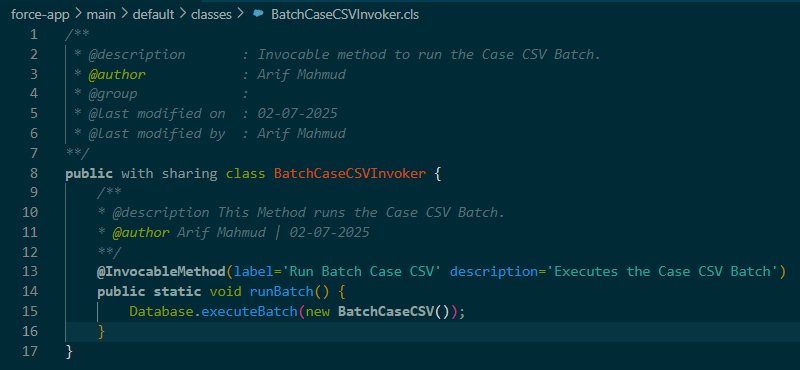 force-app > main > default > classes > BatchCaseCSVInvoker.cls
1 /**
2 * @description : Invocable method to run the Case CSV Batch.
3 * @author : Arif Mahmud
4 * @group :
5 * @last modified on : 02-07-2025
6 * @last modified by : Arif Mahmud
7 **/
8 public with sharing class BatchCaseCSVInvoker {
9 /**
10 * @description This Method runs the Case CSV Batch.
11 * @author Arif Mahmud | 02-07-2025
12 **/
13 @InvocableMethod(label='Run Batch Case CSV' description='Executes the Case CSV Batch')
14 public static void runBatch() {
15 Database.executeBatch(new BatchCaseCSV());
16 }
17 }